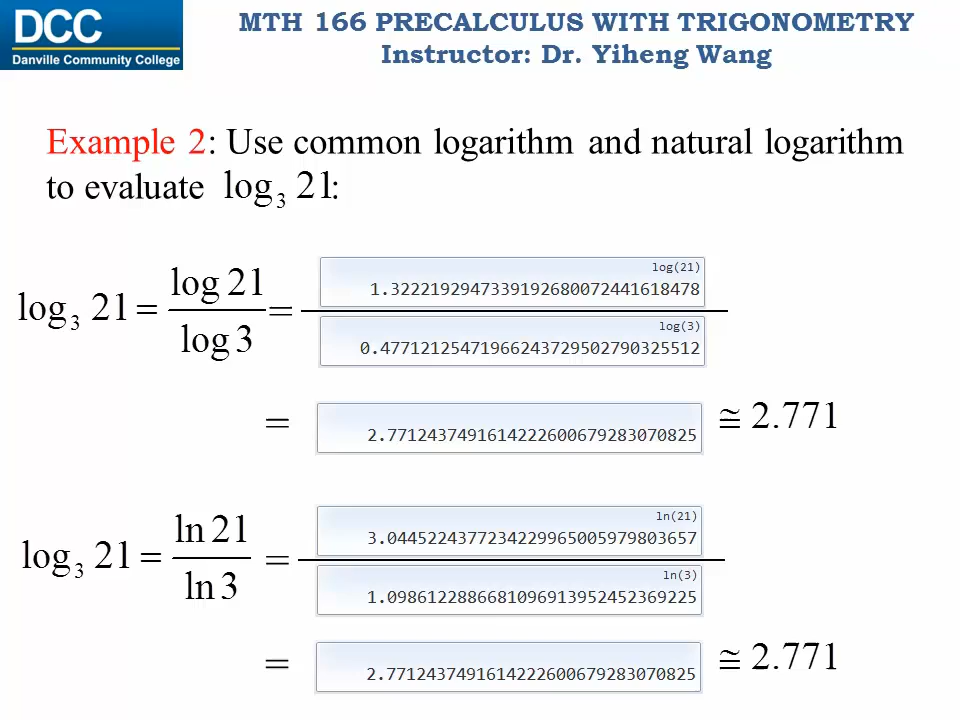 DCC
Danville Community College
MTH 166 PRECALCULUS WITH TRIGONOMETRY
Instructor: Dr. Yiheng Wang
Example 2: Use common logarithm and natural logarithm
to evaluate log₃ 21:
log₃ 21 = log 21 / log 3 =
log(21)
1.3222192947339192680072441618478
log(3)
0.47712125471966243729502790325512
= 2.7712437491614222600679283070825 ≅ 2.771
log₃ 21 = ln 21 / ln 3 =
ln(21)
3.0445224377234229965005979803657
ln(3)
1.0986122886681096913952452369225
= 2.7712437491614222600679283070825 ≅ 2.771